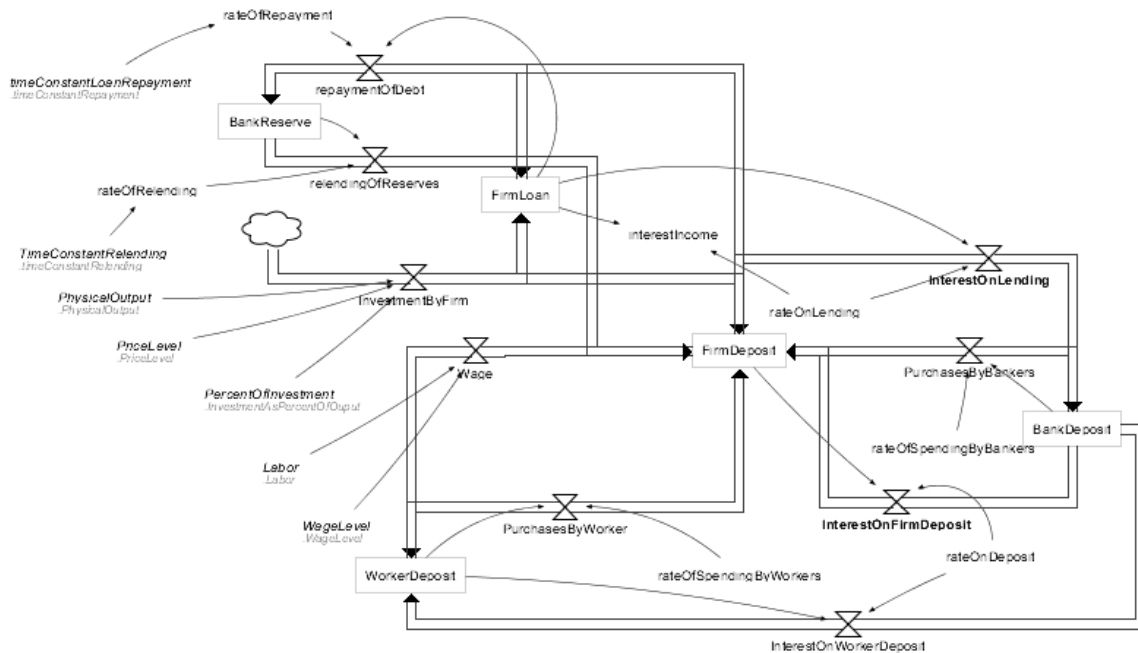 rateOfRepayment
timeConstantLoanRepayment
.timeConstantRepayment
repaymentOfDebt
BankReserve
rateOfRelending
relendingOfReserves
FirmLoan
interestIncome
TimeConstantRelending
.timeConstantRelending
InterestOnLending
PhysicalOutput
.PhysicalOutput
InvestmentByFirm
rateOnLending
PriceLevel
.PriceLevel
FirmDeposit
Wage
PurchasesByBankers
PercentOfInvestment
.InvestmentAsPercentOfOuput
BankDeposit
rateOfSpendingByBankers
Labor
.Labor
InterestOnFirmDeposit
WageLevel
.WageLevel
PurchasesByWorker
rateOnDeposit
WorkerDeposit
rateOfSpendingByWorkers
InterestOnWorkerDeposit